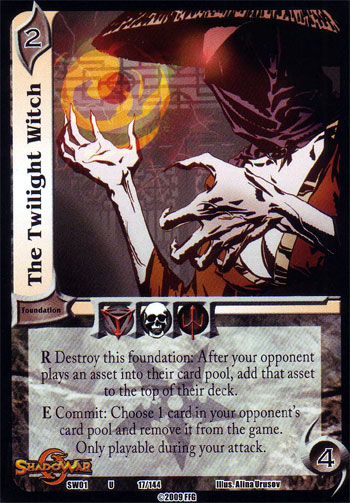 2
The Twilight Witch
Foundation
R Destroy this foundation: After your opponent
plays an asset into their card pool, add that asset
to the top of their deck.
E Commit: Choose 1 card in your opponent's
card pool and remove it from the game.
Only playable during your attack.
SHADOWAR
4
SW01 U 17/144 Illus. Alina Urusov
©2009 FFG